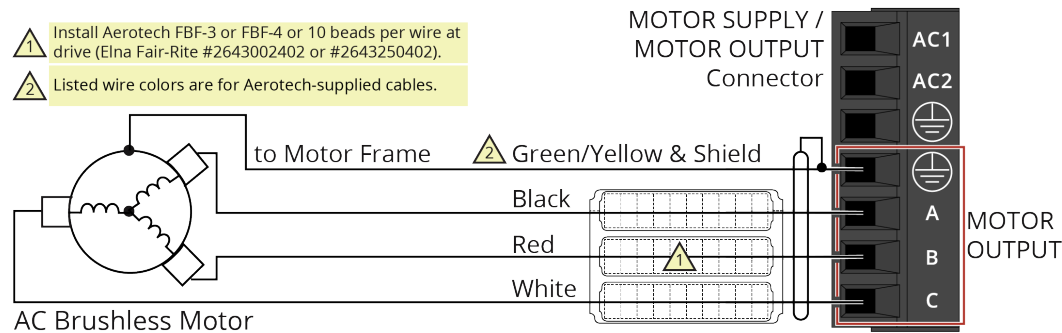 1 Install Aerotech FBF-3 or FBF-4 or 10 beads per wire at
drive (Elna Fair-Rite #2643002402 or #2643250402).
2 Listed wire colors are for Aerotech-supplied cables.
MOTOR SUPPLY /
MOTOR OUTPUT
Connector
AC1
AC2
to Motor Frame
2 Green/Yellow & Shield
Black
A
Red
1
B
White
C
MOTOR
OUTPUT
AC Brushless Motor